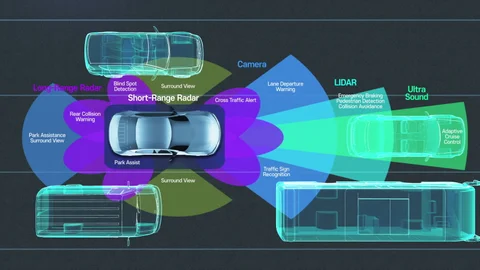 Camera
Blind Spot
Detection
Surround View
Long-Range Radar
Short-Range Radar
Lane Departure
Warning
LIDAR
Ultra
Sound
Emergency Braking
Pedestrian Detection
Collision Avoidance
Cross Traffic Alert
Rear Collision
Warning
Park Assistance
Surround View
Adaptive
Cruise
Control
Park Assist
Traffic Sign
Recognition
Surround View